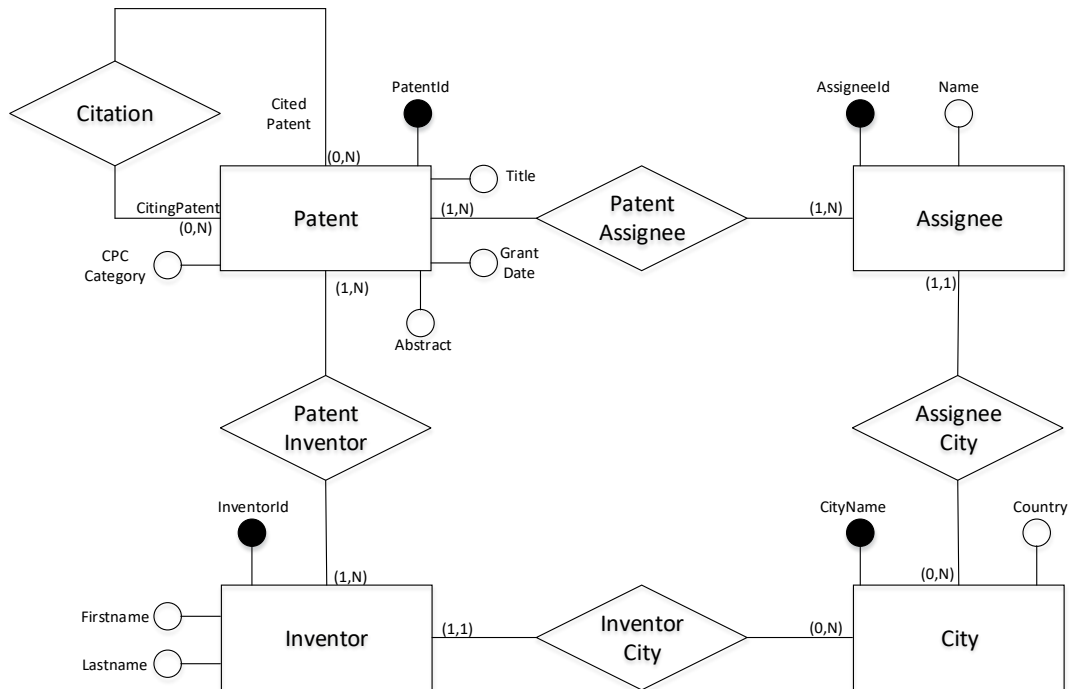 PatentId
AssigneeId
Name
Citation
Cited
Patent
(0,N)
Title
CitingPatent
(0,N)
Patent
(1,N)
Patent
Assignee
(1,N)
Assignee
CPC
Category
Grant
Date
(1,N)
(1,1)
Abstract
Patent
Inventor
Assignee
City
InventorId
CityName
Country
(1,N)
(0,N)
Firstname
Lastname
Inventor
(1,1)
Inventor
City
(0,N)
City